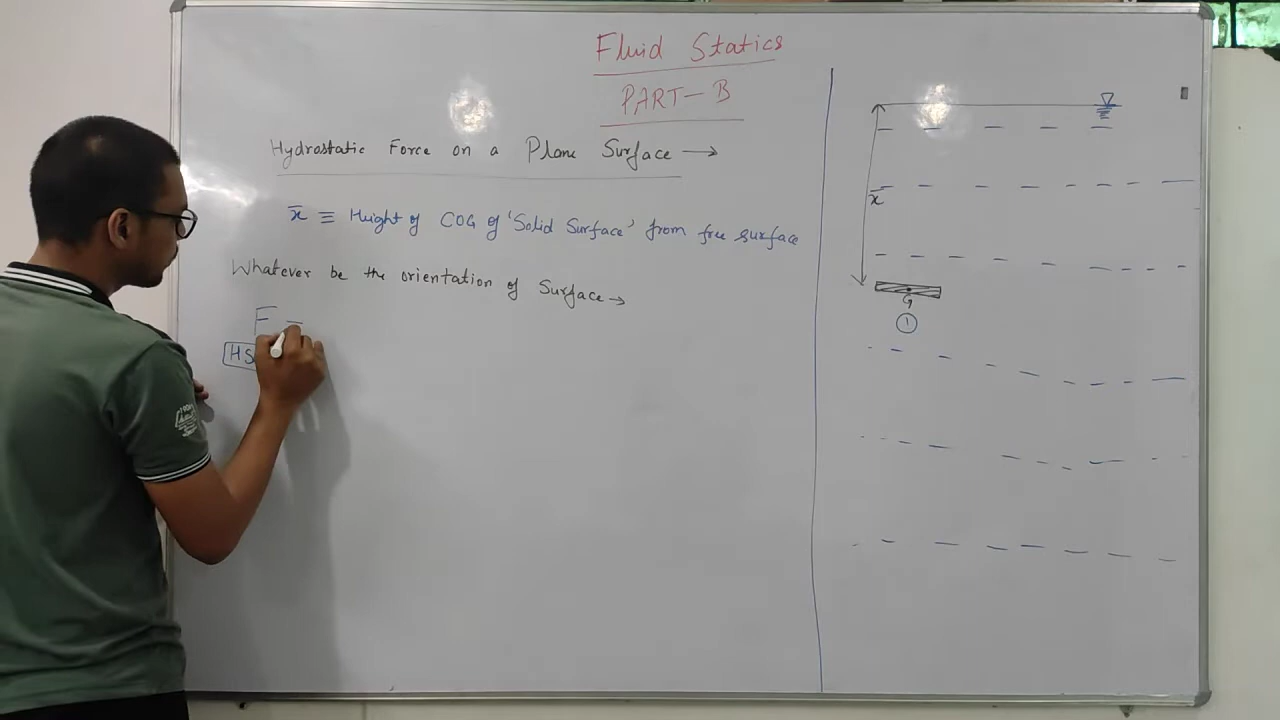 Fluid Statics
PART-B
Hydrostatic Force on a Plane Surface →
x̄ ≡ Height of COG of 'Solid Surface' from free surface
Whatever be the orientation of Surface →
F =
HS
x̄
G
1